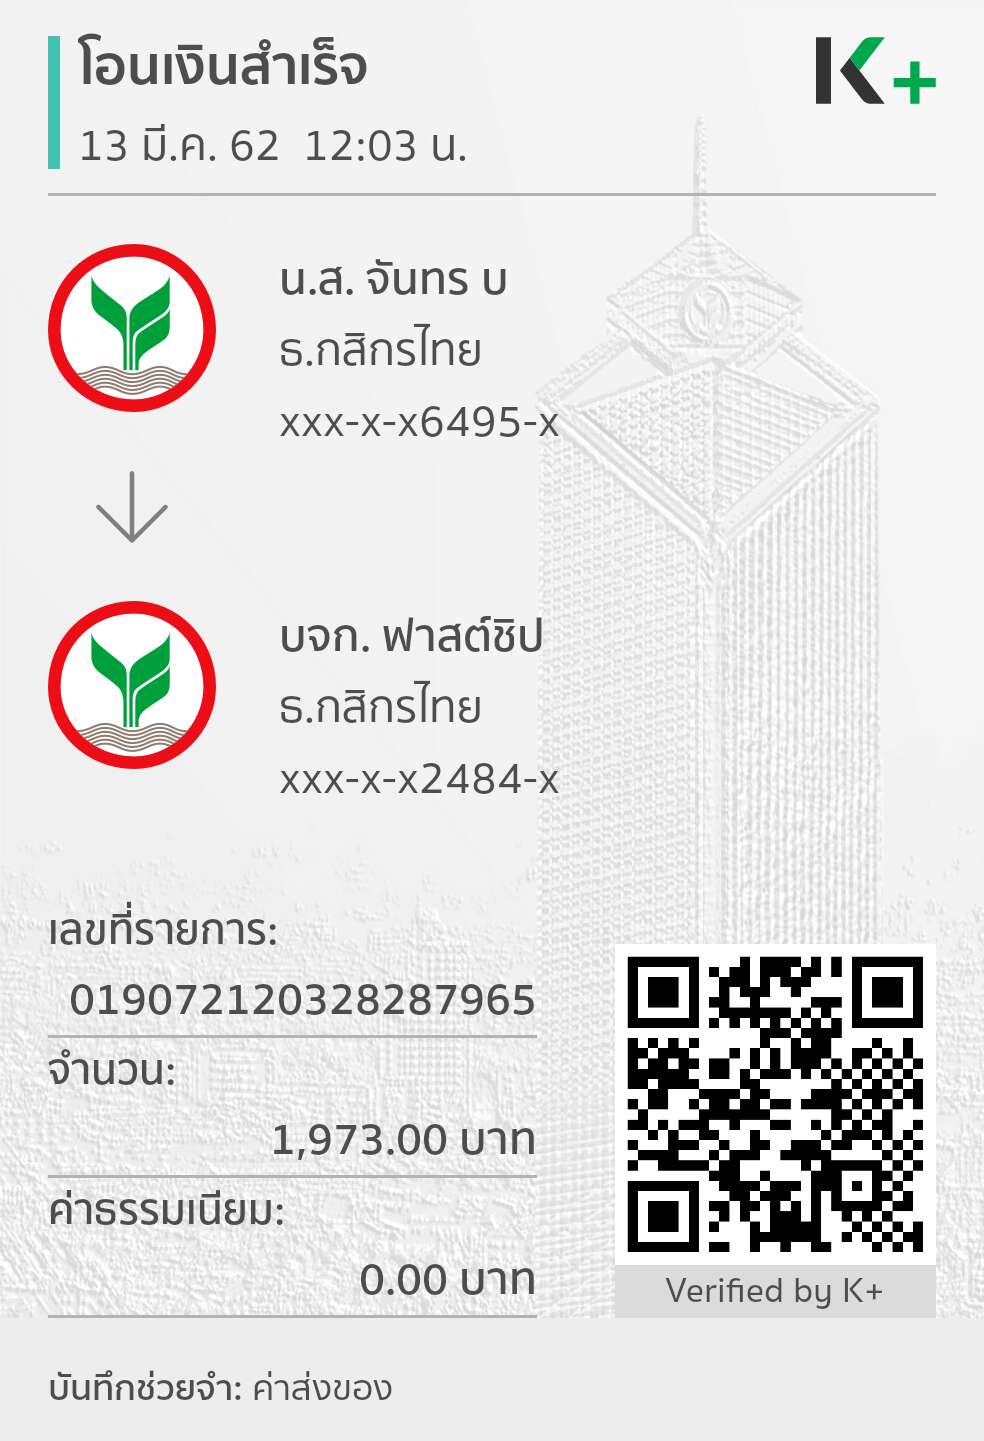 โอนเงินสำเร็จ
13 มี.ค. 62 12:03 น.
K+
น.ส. จันทร บ
ธ.กสิกรไทย
xxx-x-x6495-x
บจก. ฟาสต์ชิป
ธ.กสิกรไทย
xxx-x-x2484-x
เลขที่รายการ:
019072120328287965
จำนวน:
1,973.00 บาท
ค่าธรรมเนียม:
0.00 บาท
Verified by K+
บันทึกช่วยจำ: ค่าส่งของ